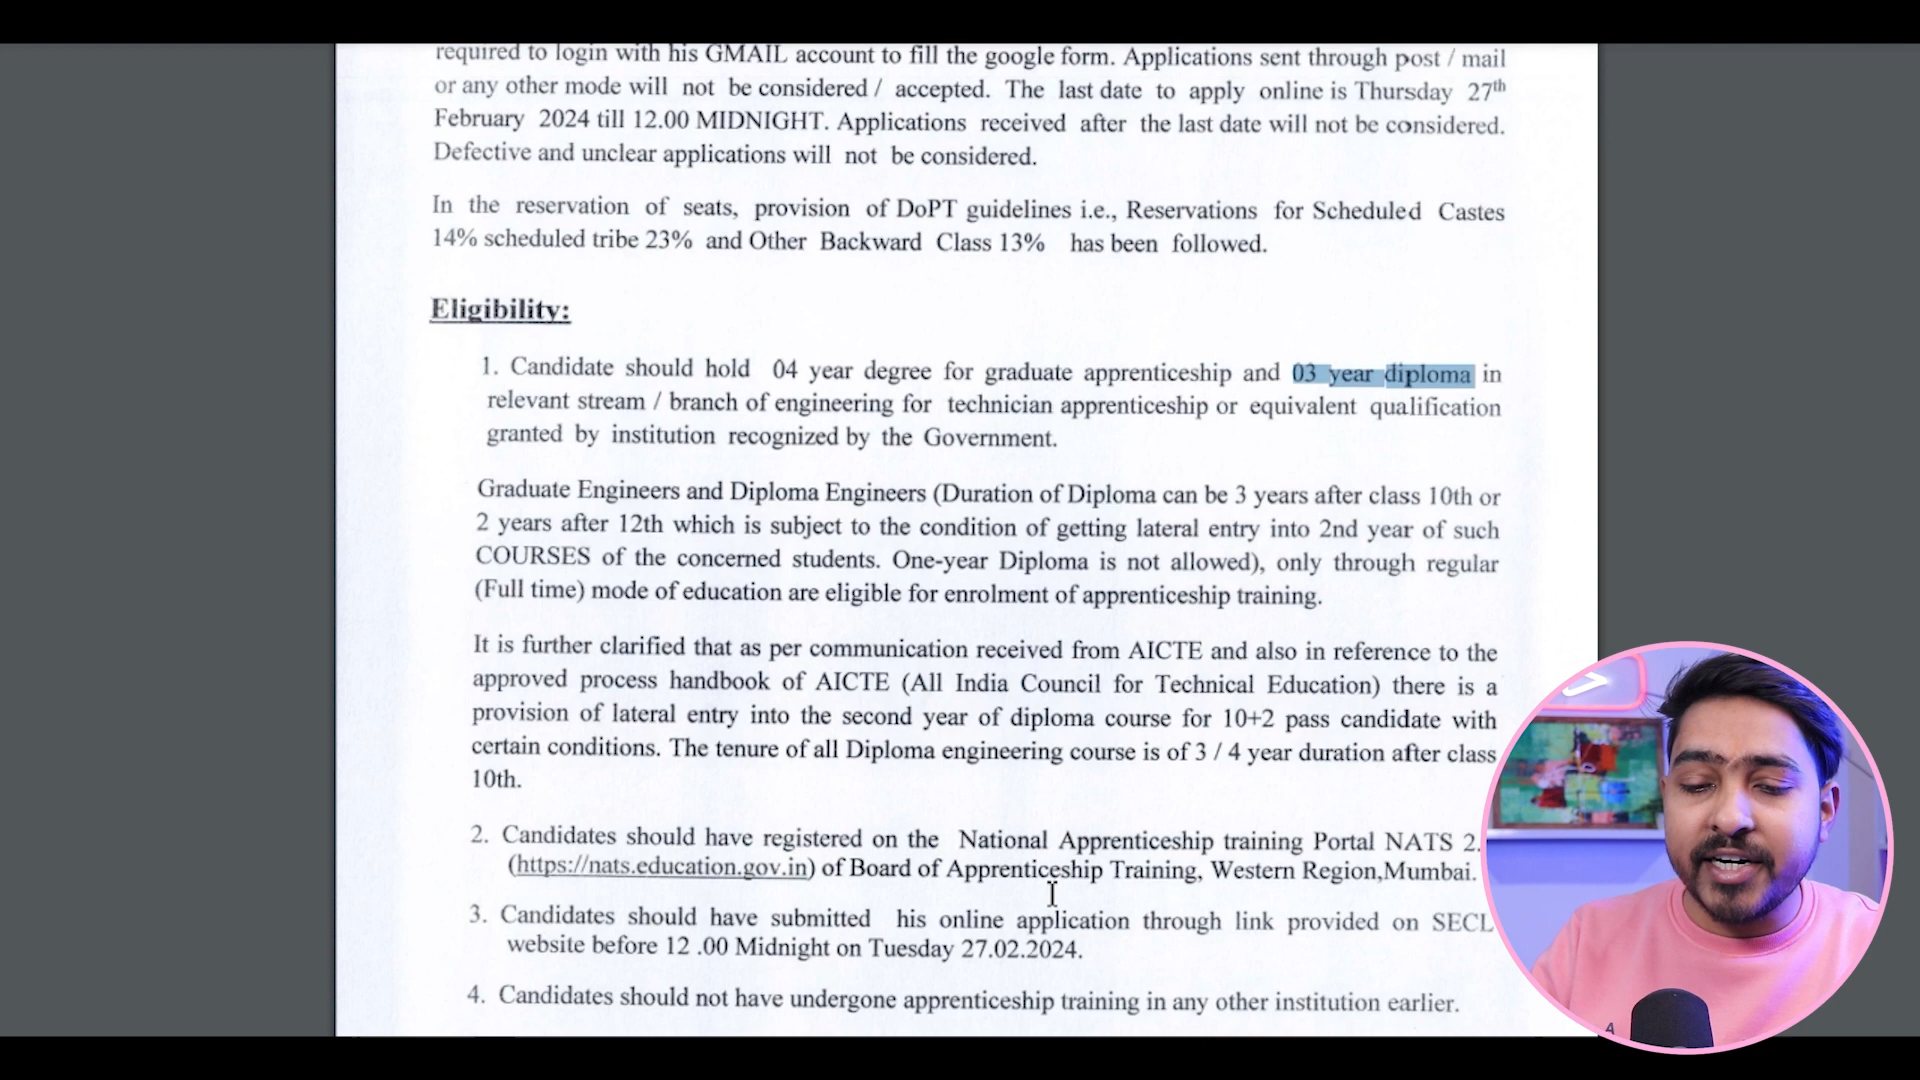 required to login with his GMAIL account to fill the google form. Applications sent through post / mail
or any other mode will not be considered / accepted. The last date to apply online is Thursday 27th
February 2024 till 12.00 MIDNIGHT. Applications received after the last date will not be considered.
Defective and unclear applications will not be considered.
In the reservation of seats, provision of DoPT guidelines i.e., Reservations for Scheduled Castes
14% scheduled tribe 23% and Other Backward Class 13% has been followed.
Eligibility:
1. Candidate should hold 04 year degree for graduate apprenticeship and 03 year diploma in
relevant stream / branch of engineering for technician apprenticeship or equivalent qualification
granted by institution recognized by the Government.
Graduate Engineers and Diploma Engineers (Duration of Diploma can be 3 years after class 10th or
2 years after 12th which is subject to the condition of getting lateral entry into 2nd year of such
COURSES of the concerned students. One-year Diploma is not allowed), only through regular
(Full time) mode of education are eligible for enrolment of apprenticeship training.
It is further clarified that as per communication received from AICTE and also in reference to the
approved process handbook of AICTE (All India Council for Technical Education) there is a
provision of lateral entry into the second year of diploma course for 10+2 pass candidate with
certain conditions. The tenure of all Diploma engineering course is of 3 / 4 year duration after class
10th.
2. Candidates should have registered on the National Apprenticeship training Portal NATS 2.
(https://nats.education.gov.in) of Board of Apprenticeship Training, Western Region,Mumbai.
3. Candidates should have submitted his online application through link provided on SECL
website before 12 .00 Midnight on Tuesday 27.02.2024.
4. Candidates should not have undergone apprenticeship training in any other institution earlier.